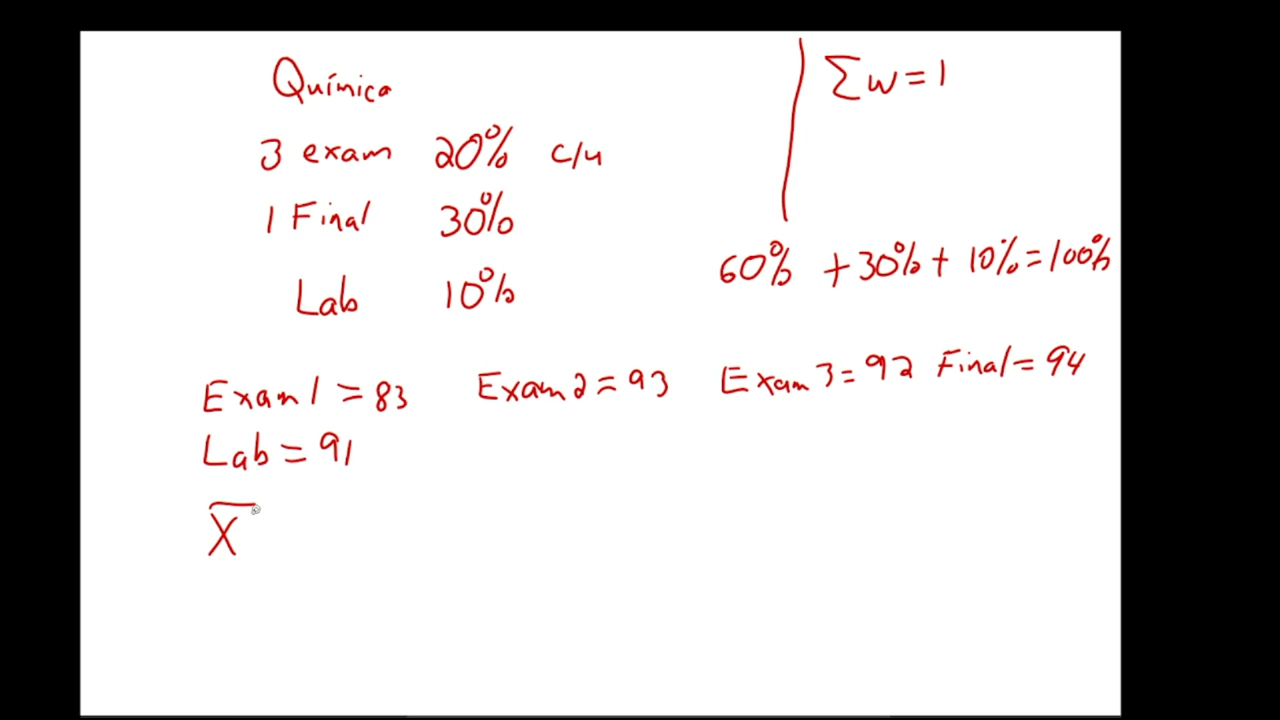 Química
3 exam 20% c/u
1 Final 30%
Lab 10%
∑w=1
60% +30%+ 10%=100%
Exam 1 = 83 Exam 2 = 93 Exam 3 = 92 Final = 94
Lab = 91
X̅